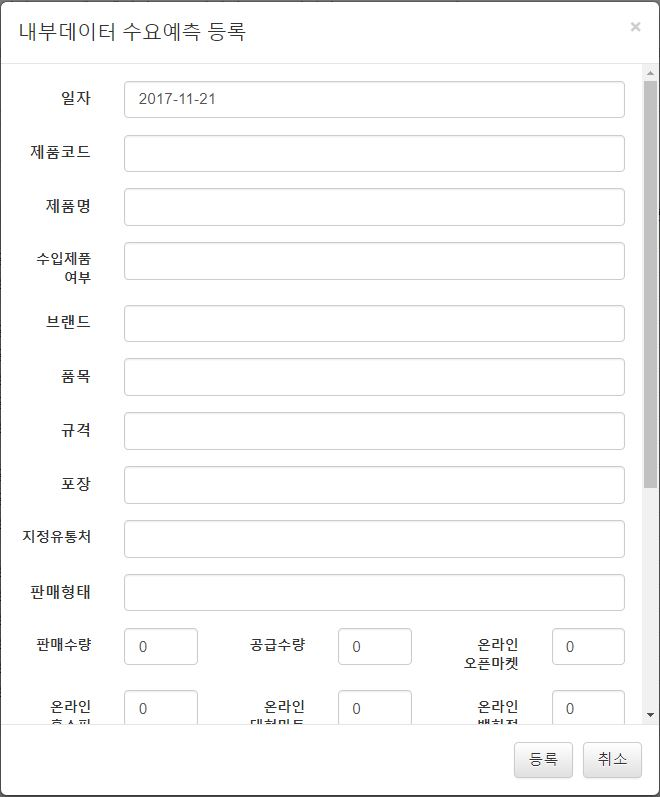 내부데이터 수요예측 등록
×
일자
2017-11-21
제품코드
제품명
수입제품
여부
브랜드
품목
규격
포장
지정유통처
판매형태
판매수량 0 공급수량 0 온라인 0
오픈마켓
온라인 0 온라인 0 온라인 0
등록 취소